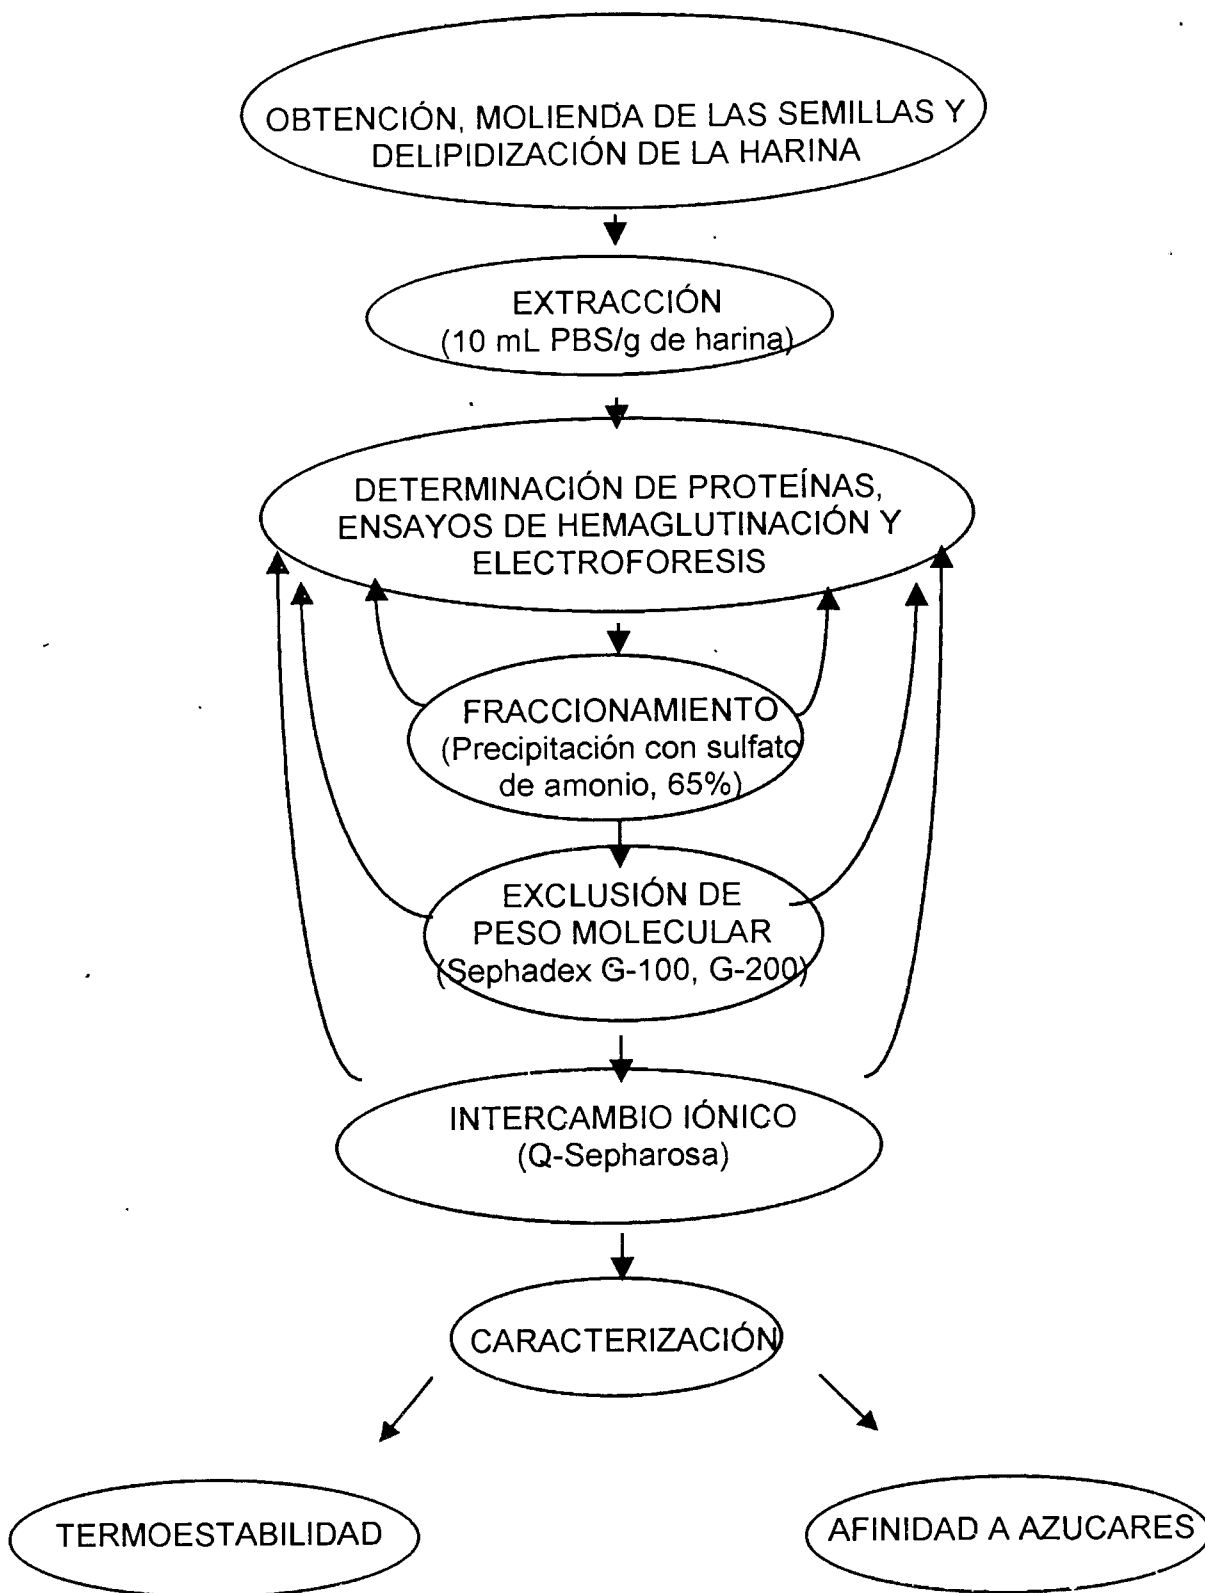 OBTENCIÓN, MOLIENDA DE LAS SEMILLAS Y
DELIPIDIZACIÓN DE LA HARINA
EXTRACCIÓN
(10 mL PBS/g de harina)
DETERMINACIÓN DE PROTEÍNAS,
ENSAYOS DE HEMAGLUTINACIÓN Y
ELECTROFORESIS
FRACCIONAMIENTO
(Precipitación con sulfato
de amonio, 65%)
EXCLUSIÓN DE
PESO MOLECULAR
(Sephadex G-100, G-200)
INTERCAMBIO IÓNICO
(Q-Sepharosa)
CARACTERIZACIÓN
TERMOESTABILIDAD
AFINIDAD A AZUCARES